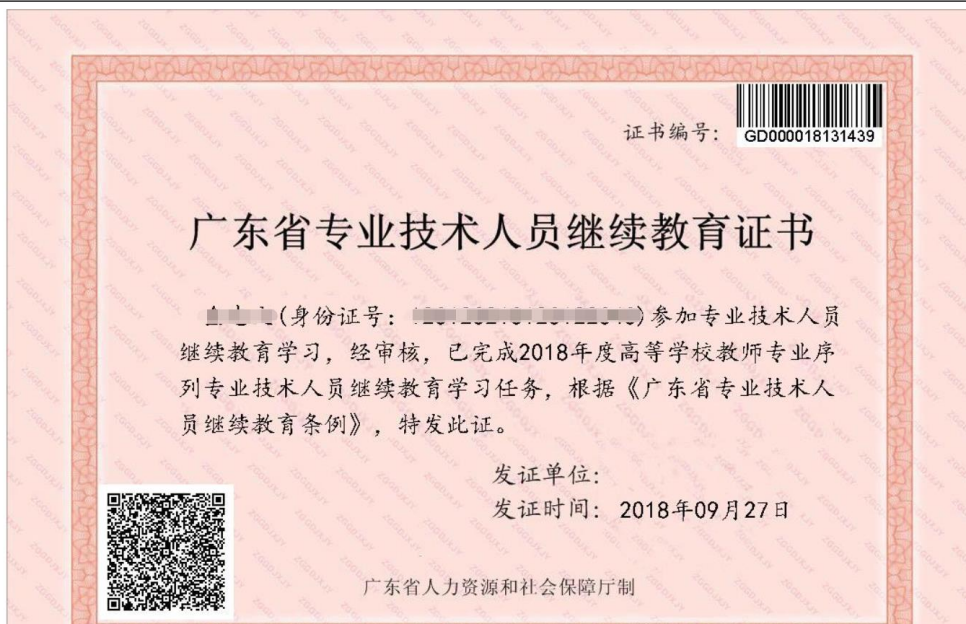 证书编号：
GD000018131439
广东省专业技术人员继续教育证书
(身份证号：)参加专业技术人员
继续教育学习，经审核，已完成2018年度高等学校教师专业序
列专业技术人员继续教育学习任务，根据《广东省专业技术人
员继续教育条例》，特发此证。
发证单位：
发证时间：2018年09月27日
广东省人力资源和社会保障厅制